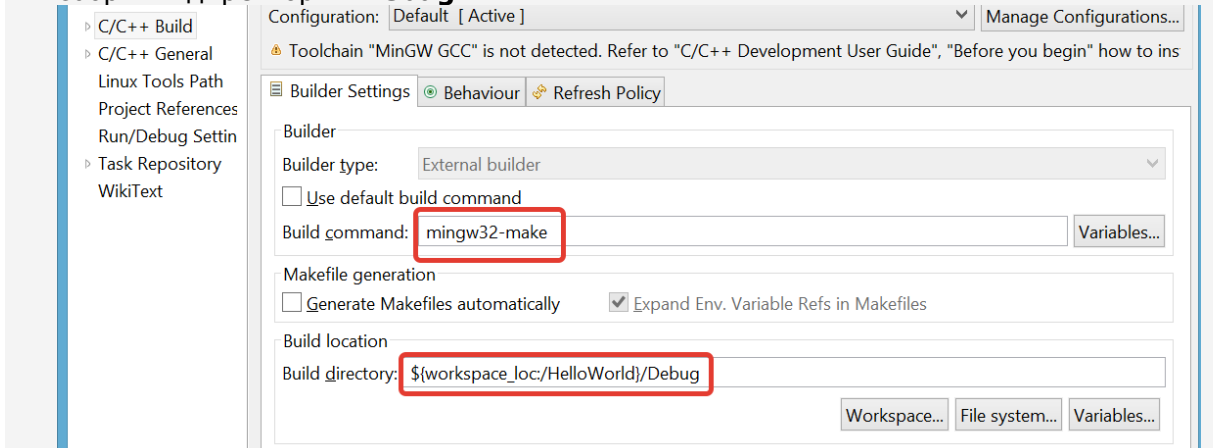 C/C++ Build
C/C++ General
Linux Tools Path
Project References
Run/Debug Settin
Task Repository
WikiText
Configuration: Default [ Active ]
Manage Configurations...
Toolchain "MinGW GCC" is not detected. Refer to "C/C++ Development User Guide", "Before you begin" how to ins
Builder Settings Behaviour Refresh Policy
Builder
Builder type: External builder
Use default build command
Build command: mingw32-make Variables...
Makefile generation
Generate Makefiles automatically Expand Env. Variable Refs in Makefiles
Build location
Build directory: ${workspace_loc:/HelloWorld}/Debug
Workspace... File system... Variables...